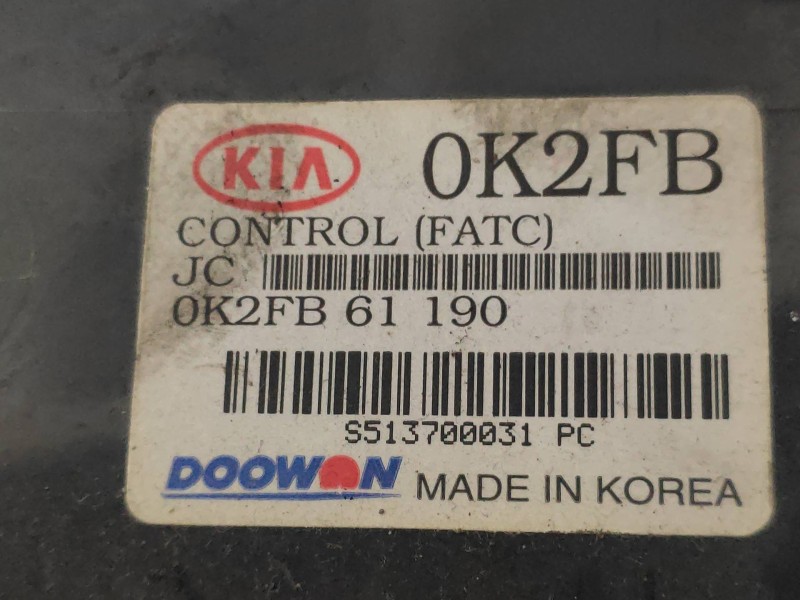 KIA 0K2FB
CONTROL (FATC)
JC
0K2FB 61 190
S513700031 PC
DOOWON MADE IN KOREA